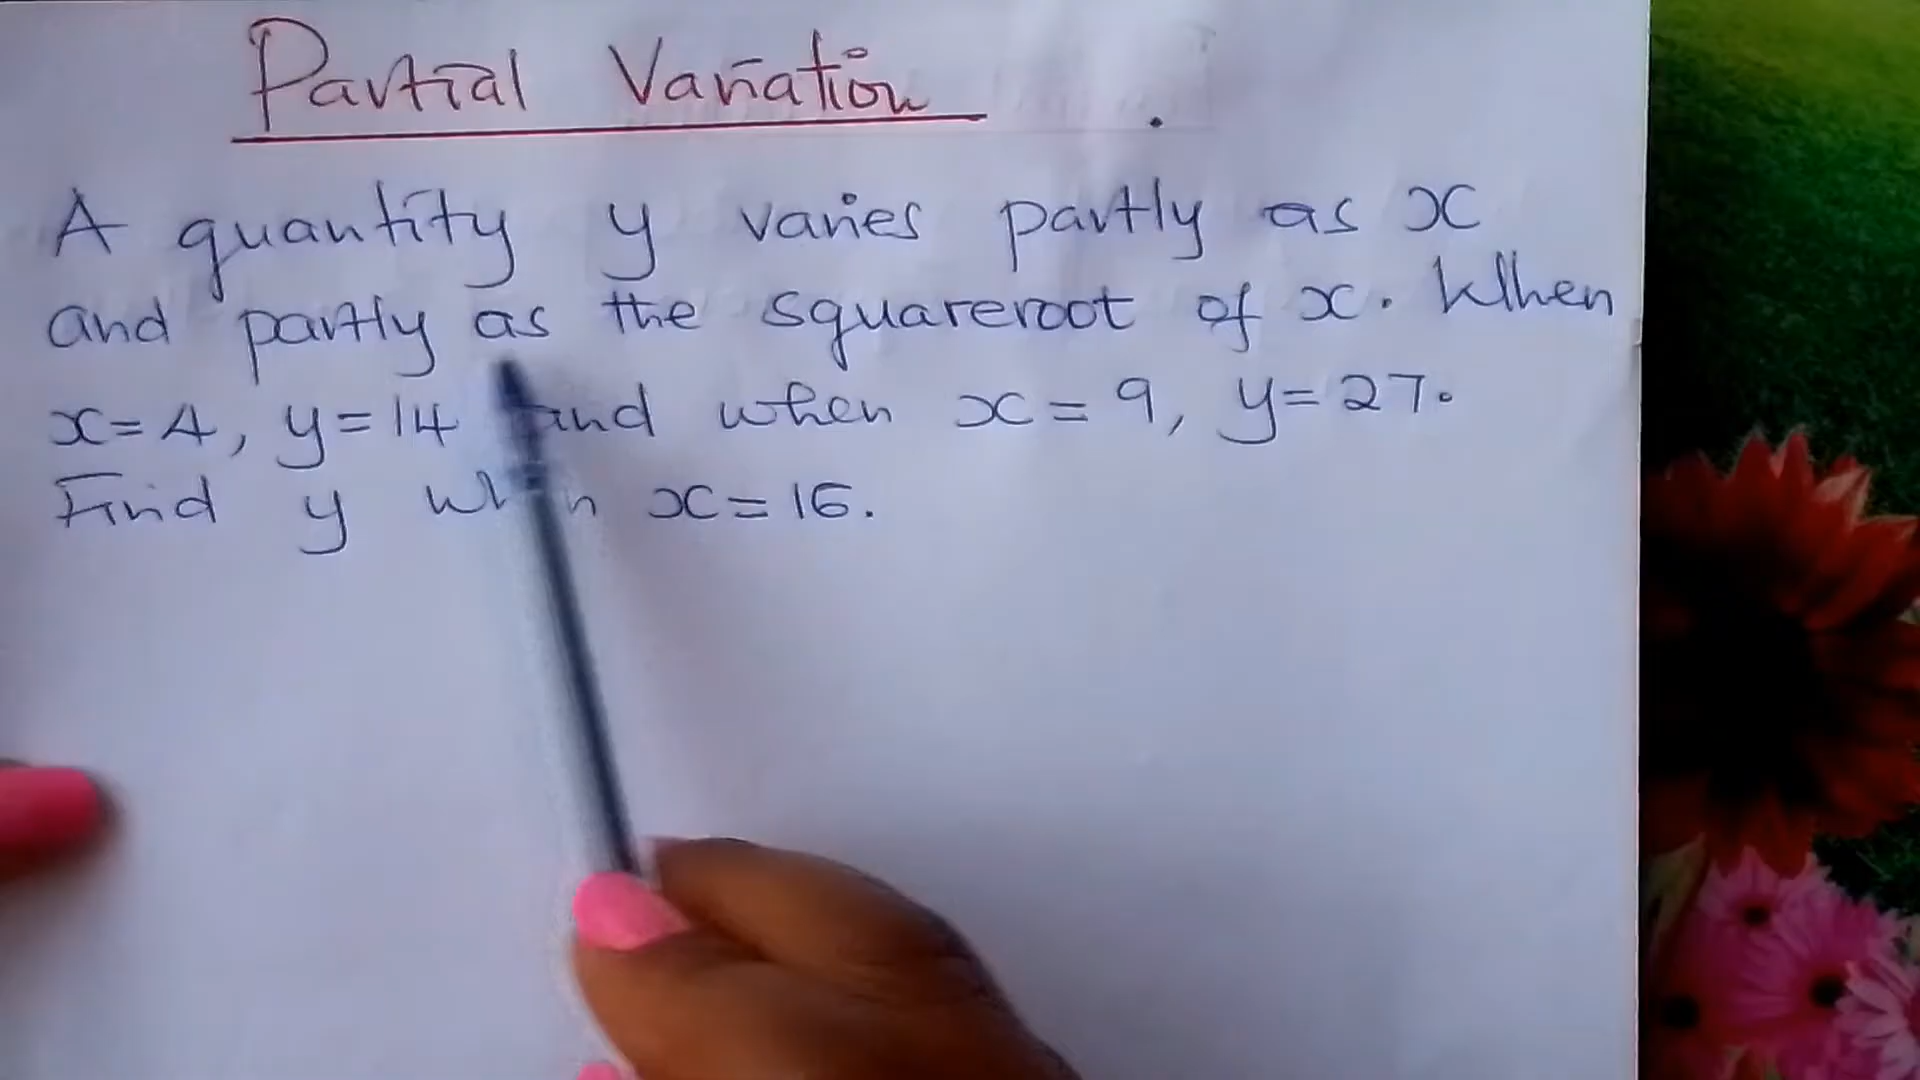 Partial Variation
A quantity y varies partly as x
and partly as the squareroot of x. When
x=4, y=14 and when x=9, y=27.
Find y when x=16.